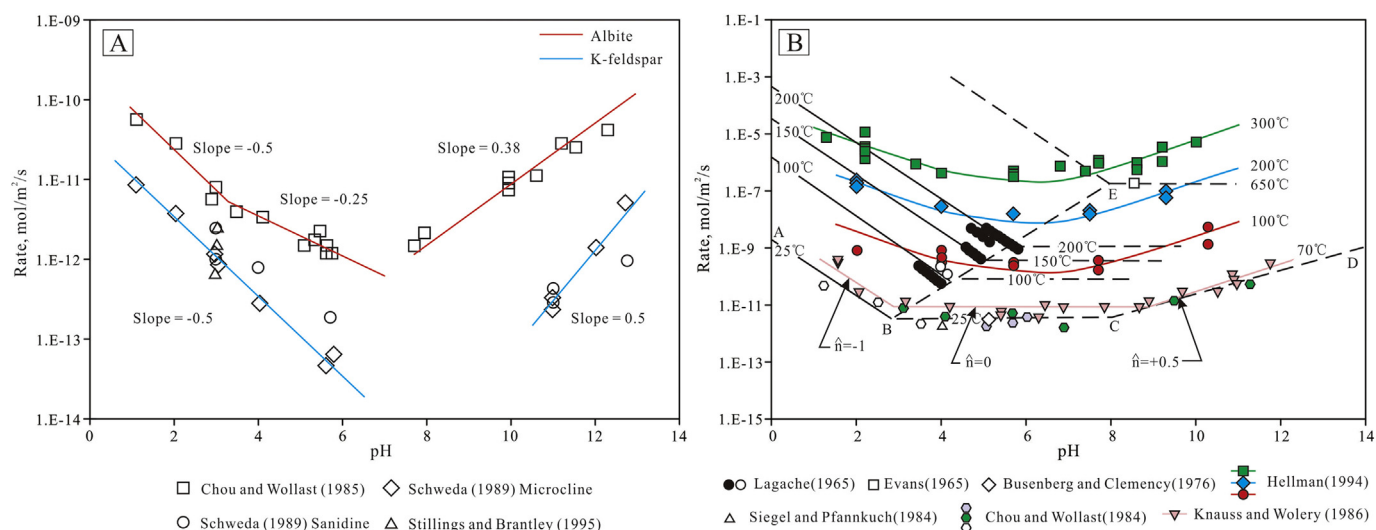 A
Albite
K-feldspar
Slope = -0.5
Slope = 0.38
Slope = -0.25
Slope = -0.5
Slope = 0.5
1.E-09
1.E-10
1.E-11
1.E-12
1.E-13
1.E-14
Rate, mol/m²/s
0 2 4 6 8 10 12 14
pH
Chou and Wollast (1985)
Schweda (1989) Microcline
Schweda (1989) Sanidine
Stillings and Brantley (1995)
B
1.E-1
1.E-3
1.E-5
1.E-7
1.E-9
1.E-11
1.E-13
1.E-15
Rate, mol/m²/s
200℃
150℃
100℃
A
25℃
300℃
200℃
650℃
E
100℃
200℃
150℃
100℃
70℃
D
B
25℃
C
n̂=-1
n̂=0
n̂=+0.5
0 2 4 6 8 10 12 14
pH
Lagache(1965)
Evans(1965)
Busenberg and Clemency(1976)
Hellman(1994)
Siegel and Pfannkuch(1984)
Chou and Wollast(1984)
Knauss and Wolery (1986)